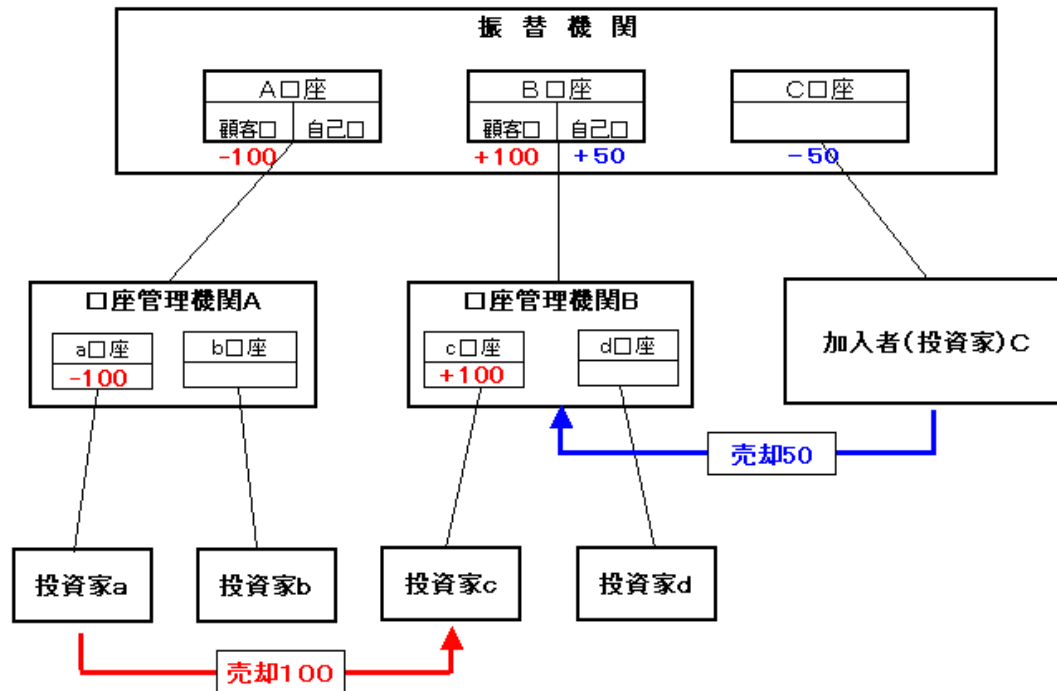 振替機関
A口座
B口座
C口座
顧客口
自己口
顧客口
自己口
-100
+100
+50
-50
口座管理機関A
口座管理機関B
加入者(投資家)C
a口座
b口座
c口座
d口座
-100
+100
売却50
投資家a
投資家b
投資家c
投資家d
売却100